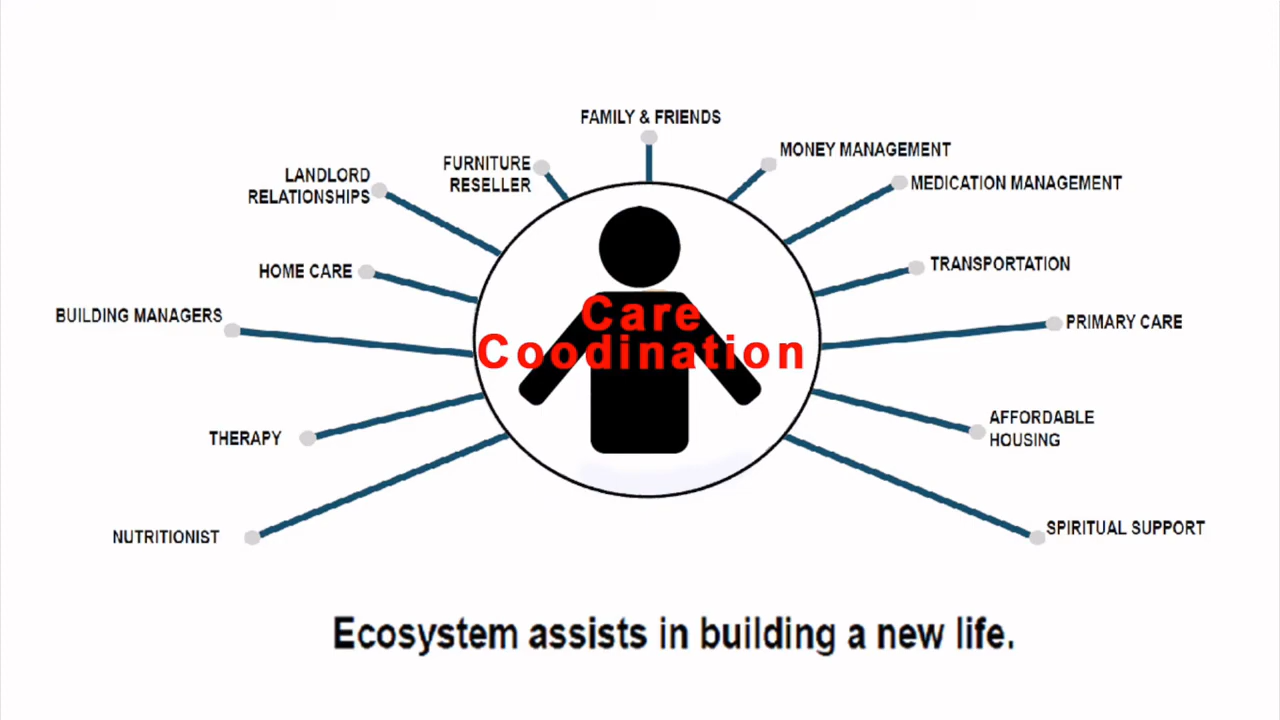 FAMILY & FRIENDS
MONEY MANAGEMENT
FURNITURE
RESELLER
LANDLORD
RELATIONSHIPS
MEDICATION MANAGEMENT
HOME CARE
TRANSPORTATION
BUILDING MANAGERS
PRIMARY CARE
Care
Coodination
THERAPY
AFFORDABLE
HOUSING
NUTRITIONIST
SPIRITUAL SUPPORT
Ecosystem assists in building a new life.